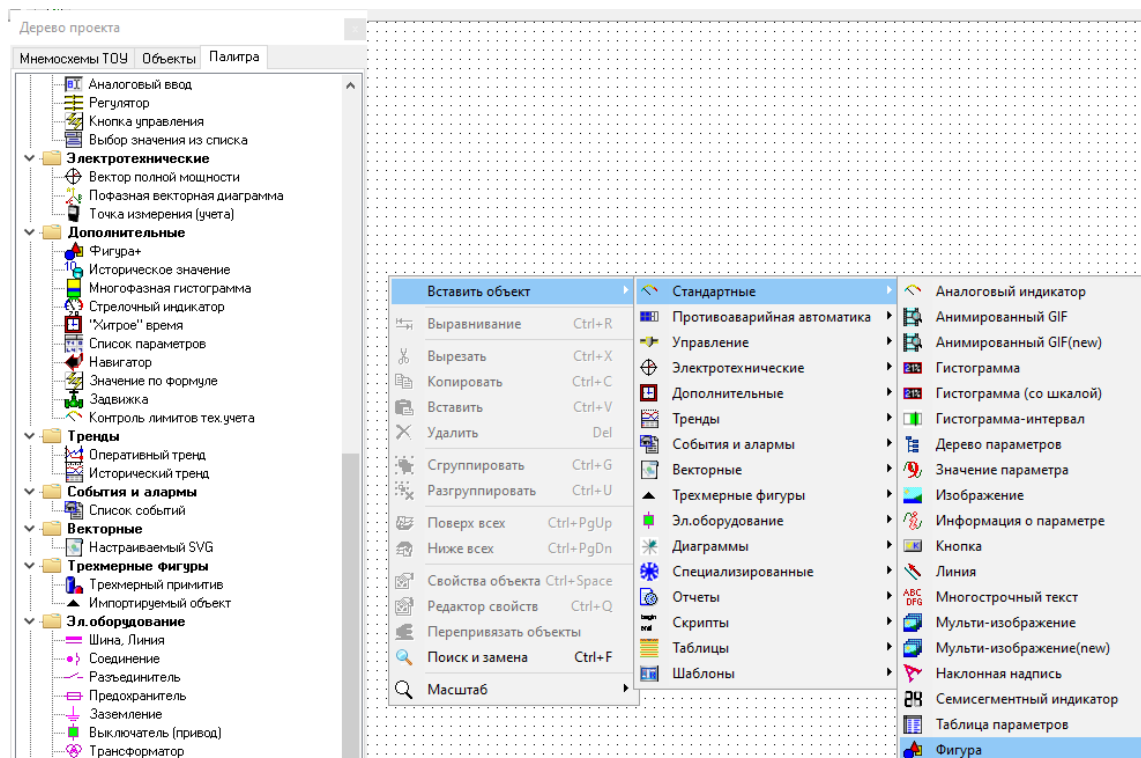 Дерево проекта
Мнемосхемы ТОУ Объекты Палитра
Аналоговый ввод
Регулятор
Кнопка управления
Выбор значения из списка
Электротехнические
Вектор полной мощности
Пофазная векторная диаграмма
Точка измерения (учета)
Дополнительные
Фигура+
Историческое значение
Многофазная гистограмма
Стрелочный индикатор
"Хитрое" время
Список параметров
Навигатор
Значение по формуле
Задвижка
Контроль лимитов тех.учета
Тренды
Оперативный тренд
Исторический тренд
События и алармы
Список событий
Векторные
Настраиваемый SVG
Трехмерные фигуры
Трехмерный примитив
Импортируемый объект
Эл.оборудование
Шина, Линия
Соединение
Разъединитель
Предохранитель
Заземление
Выключатель (привод)
Трансформатор
Вставить объект
Выравнивание Ctrl+R
Вырезать Ctrl+X
Копировать Ctrl+C
Вставить Ctrl+V
Удалить Del
Сгруппировать Ctrl+G
Разгруппировать Ctrl+U
Поверх всех Ctrl+PgUp
Ниже всех Ctrl+PgDn
Свойства объекта Ctrl+Space
Редактор свойств Ctrl+Q
Перепривязать объекты
Поиск и замена Ctrl+F
Масштаб
Стандартные
Противоаварийная автоматика
Управление
Электротехнические
Дополнительные
Тренды
События и алармы
Векторные
Трехмерные фигуры
Эл.оборудование
Диаграммы
Специализированные
Отчеты
Скрипты
Таблицы
Шаблоны
Аналоговый индикатор
Анимированный GIF
Анимированный GIF(new)
Гистограмма
Гистограмма (со шкалой)
Гистограмма-интервал
Дерево параметров
Значение параметра
Изображение
Информация о параметре
Кнопка
Линия
Многострочный текст
Мульти-изображение
Мульти-изображение(new)
Наклонная надпись
Семисегментный индикатор
Таблица параметров
Фигура